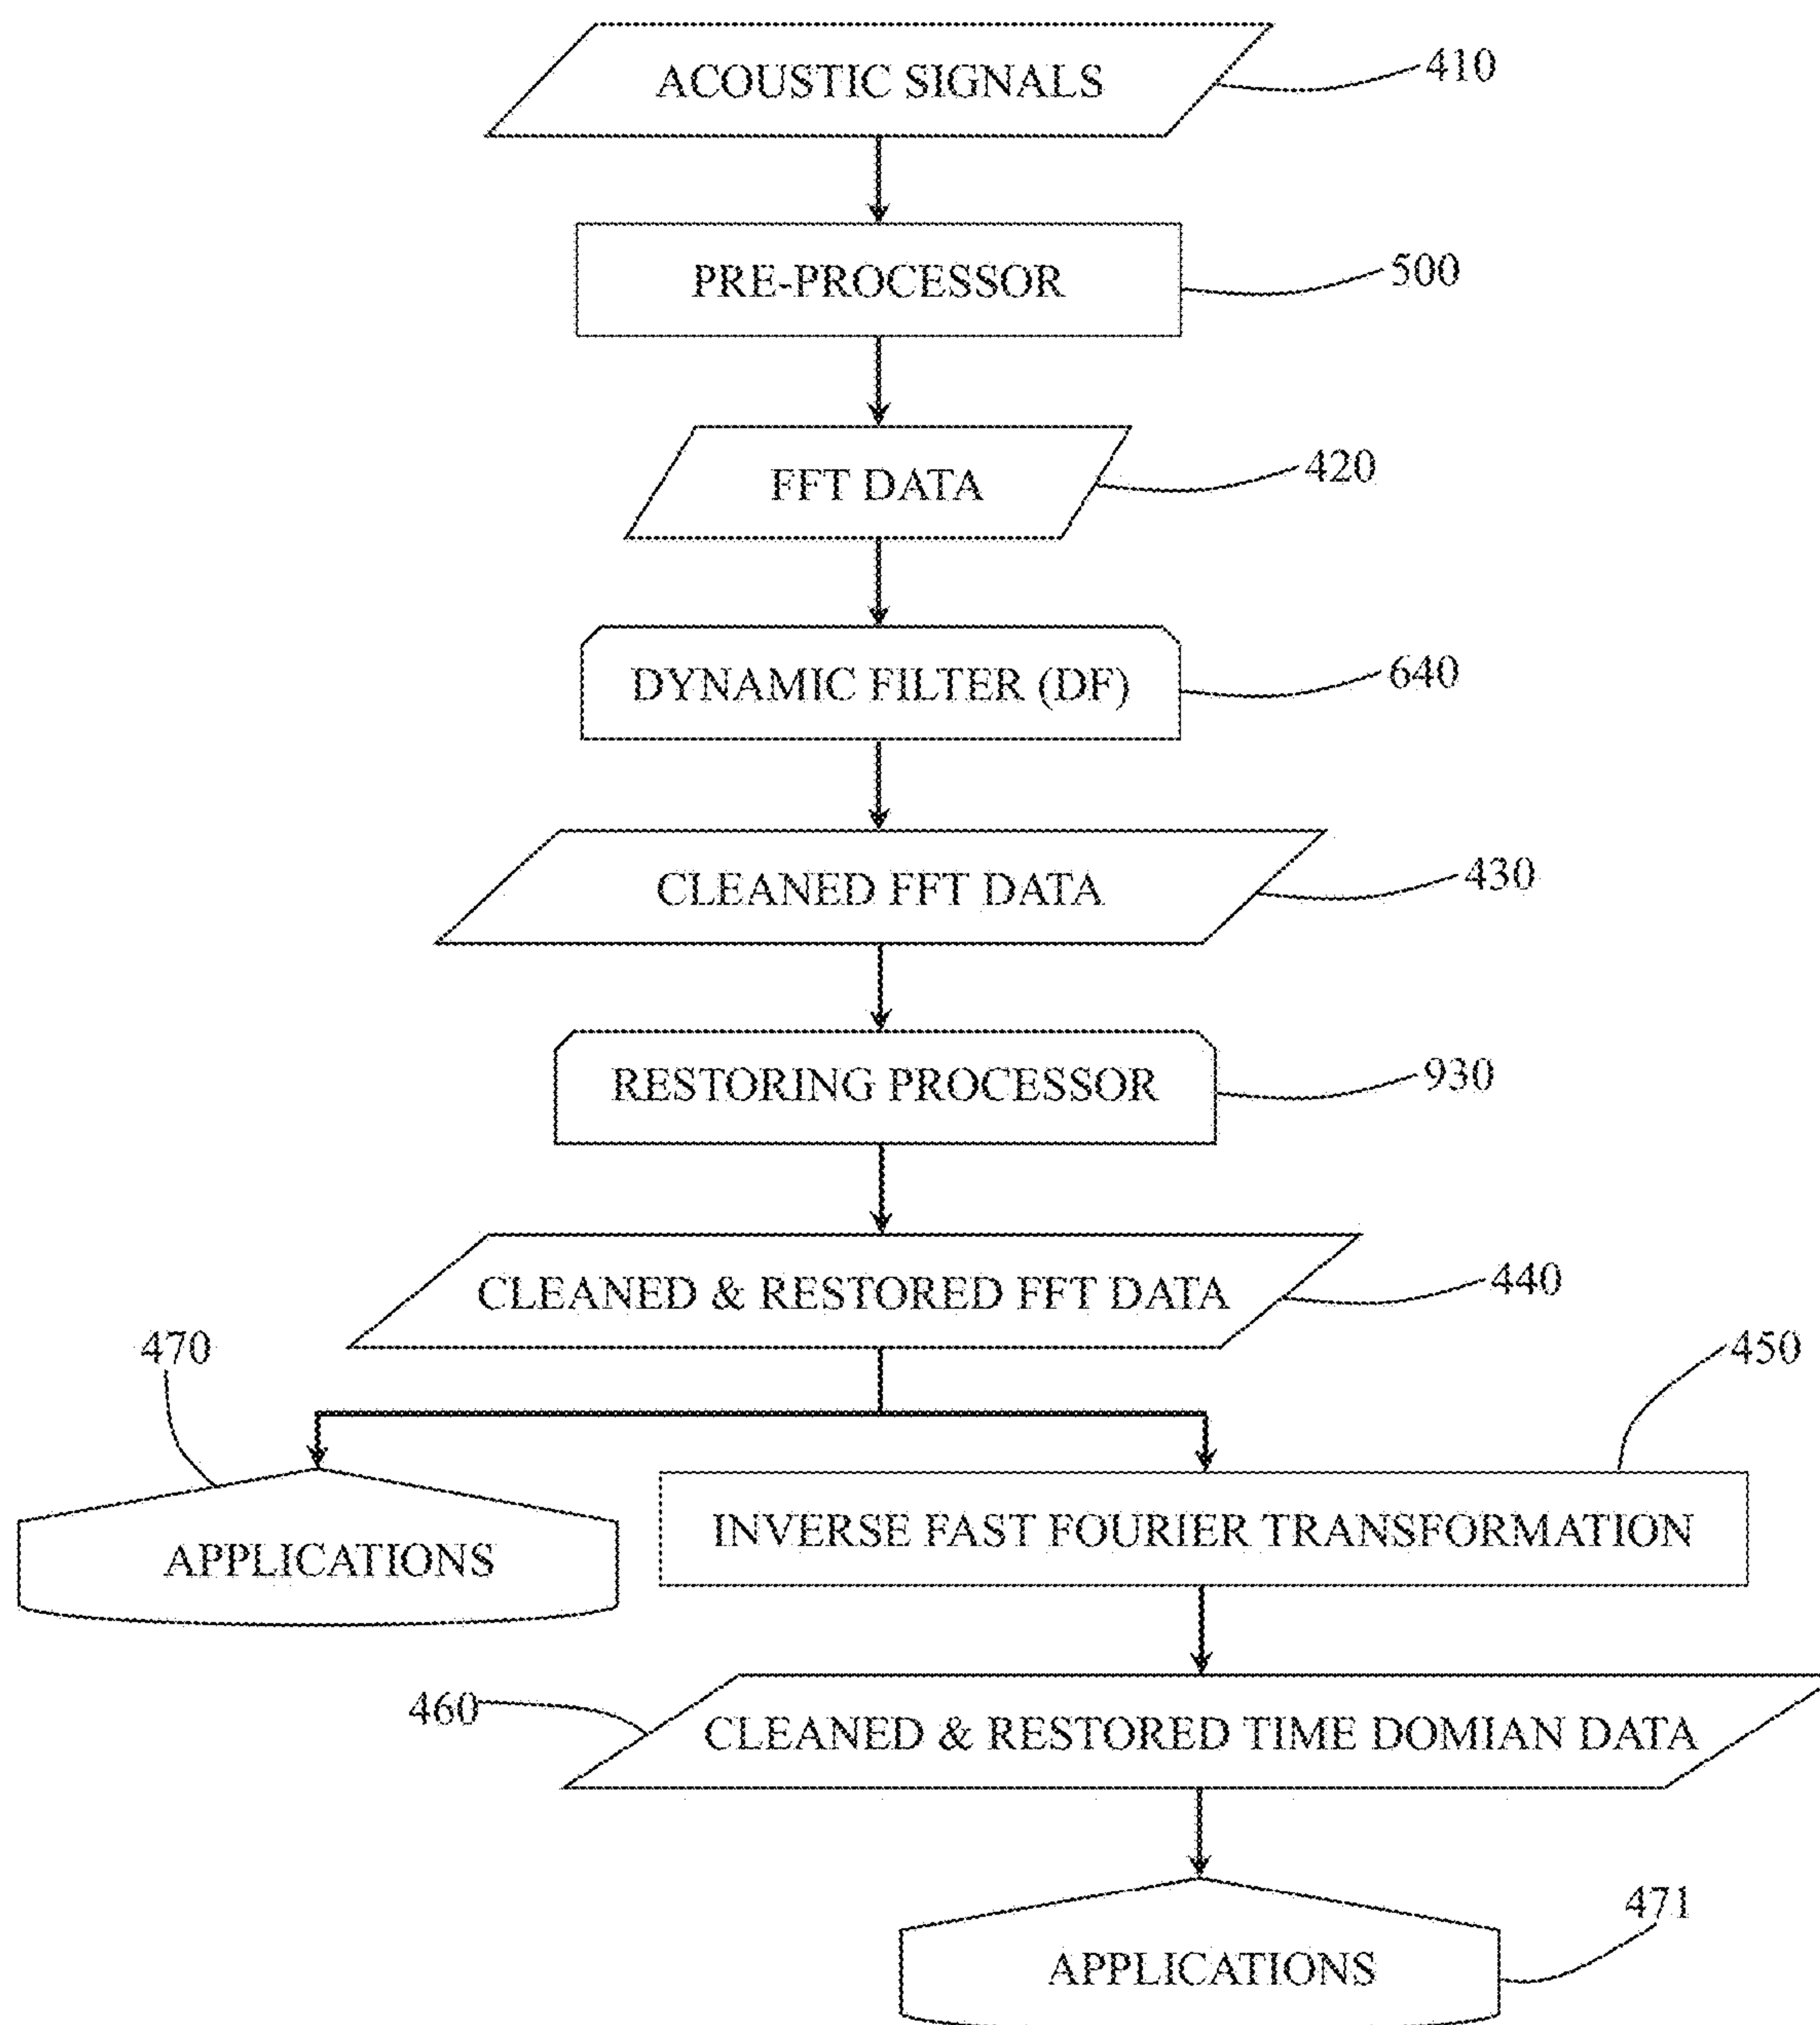 ACOUSTIC SIGNALS
410
PRE-PROCESSOR
500
FFT DATA
420
DYNAMIC FILTER (DF)
640
CLEANED FFT DATA
430
RESTORING PROCESSOR
930
CLEANED & RESTORED FFT DATA
440
470
450
APPLICATIONS
INVERSE FAST FOURIER TRANSFORMATION
460
CLEANED & RESTORED TIME DOMIAN DATA
471
APPLICATIONS